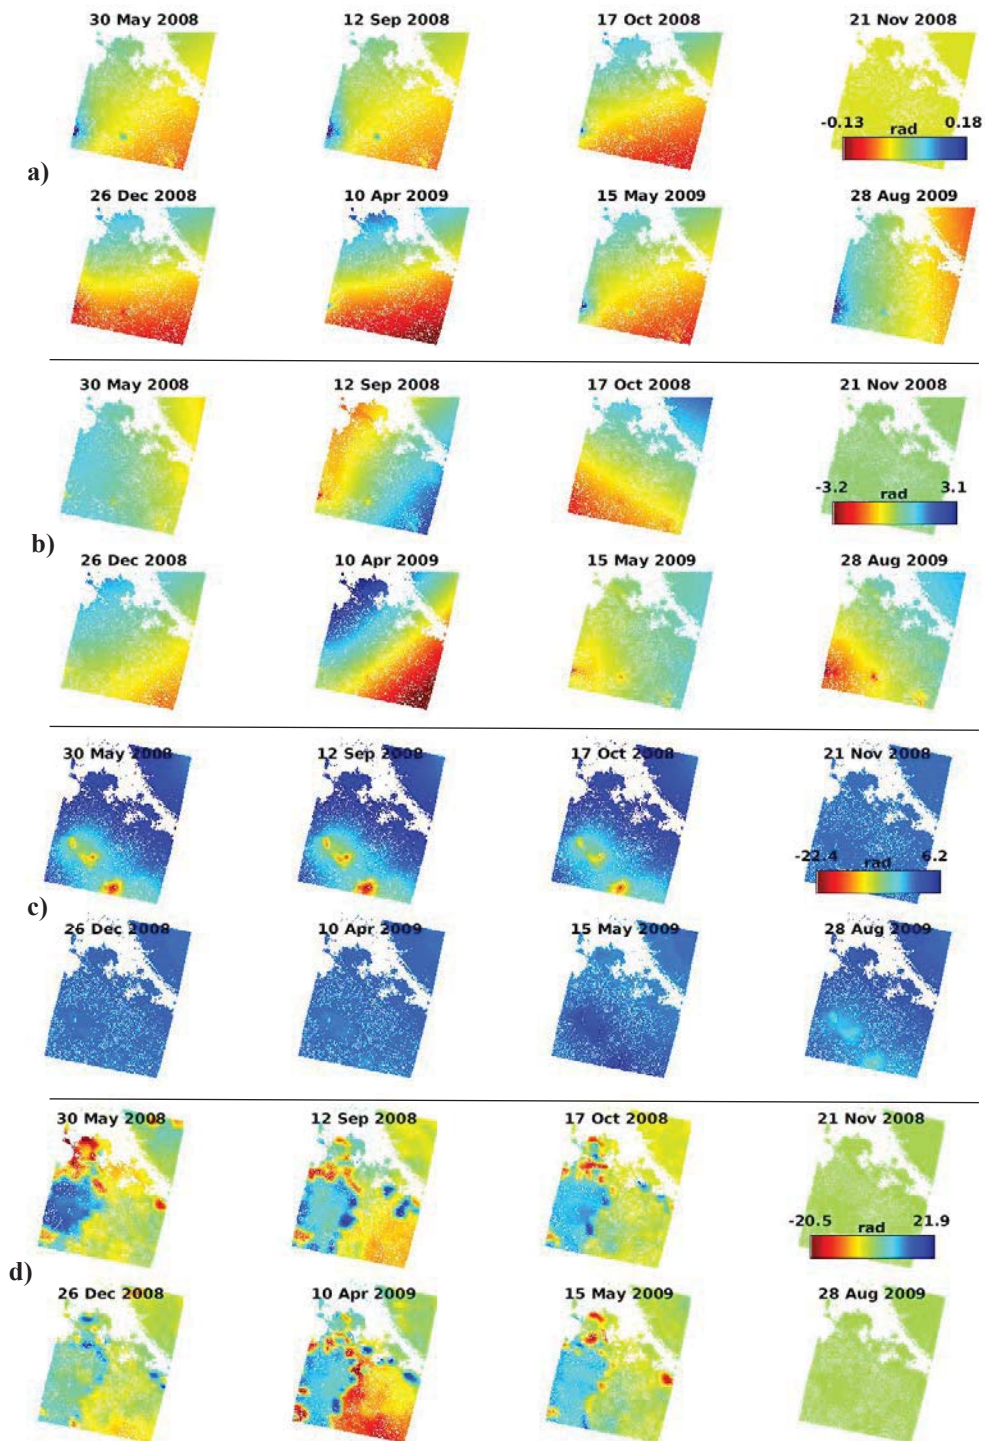 30 May 2008 12 Sep 2008 17 Oct 2008 21 Nov 2008
-0.13 rad 0.18
a)
26 Dec 2008 10 Apr 2009 15 May 2009 28 Aug 2009
30 May 2008 12 Sep 2008 17 Oct 2008 21 Nov 2008
-3.2 rad 3.1
b)
26 Dec 2008 10 Apr 2009 15 May 2009 28 Aug 2009
30 May 2008 12 Sep 2008 17 Oct 2008 21 Nov 2008
-22.4 rad 6.2
c)
26 Dec 2008 10 Apr 2009 15 May 2009 28 Aug 2009
30 May 2008 12 Sep 2008 17 Oct 2008 21 Nov 2008
-20.5 rad 21.9
d)
26 Dec 2008 10 Apr 2009 15 May 2009 28 Aug 2009